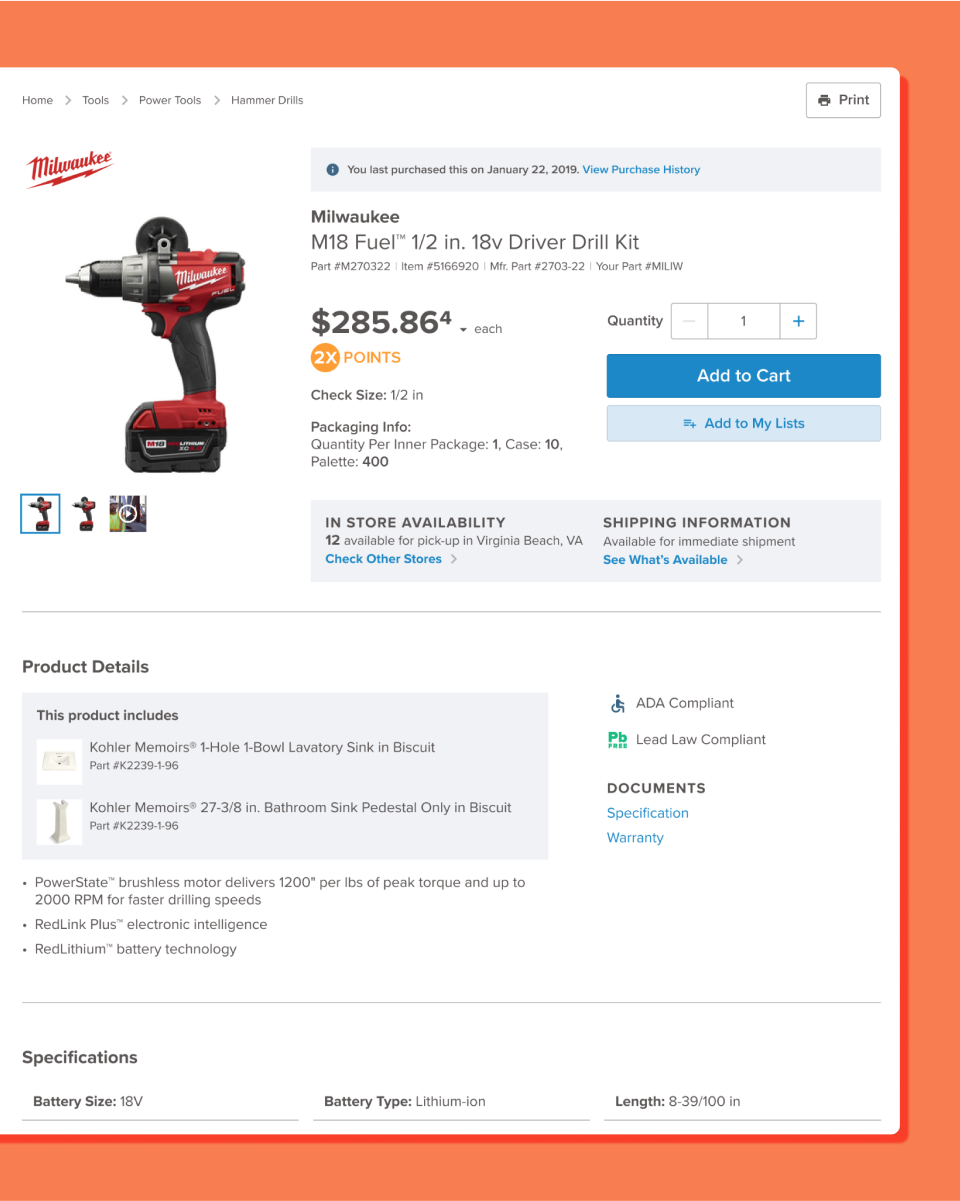 Home > Tools > Power Tools > Hammer Drills
Print
Milwaukee
You last purchased this on January 22, 2019. View Purchase History
Milwaukee
M18 Fuel™ 1/2 in. 18v Driver Drill Kit
Part #M270322 | Item #5166920 | Mfr. Part #2703-22 | Your Part #MILIW
Milwaukee
FUEL
M18
LITHIUM
XC
$285.86⁴ each
2X POINTS
Quantity 1 +
Add to Cart
Add to My Lists
Check Size: 1/2 in
Packaging Info:
Quantity Per Inner Package: 1, Case: 10,
Palette: 400
IN STORE AVAILABILITY
12 available for pick-up in Virginia Beach, VA
Check Other Stores >
SHIPPING INFORMATION
Available for immediate shipment
See What's Available >
Product Details
This product includes
Kohler Memoirs® 1-Hole 1-Bowl Lavatory Sink in Biscuit
Part #K2239-1-96
Kohler Memoirs® 27-3/8 in. Bathroom Sink Pedestal Only in Biscuit
Part #K2239-1-96
• PowerState™ brushless motor delivers 1200" per lbs of peak torque and up to
2000 RPM for faster drilling speeds
• RedLink Plus™ electronic intelligence
• RedLithium™ battery technology
ADA Compliant
Pb
FREE
Lead Law Compliant
DOCUMENTS
Specification
Warranty
Specifications
Battery Size: 18V
Battery Type: Lithium-ion
Length: 8-39/100 in